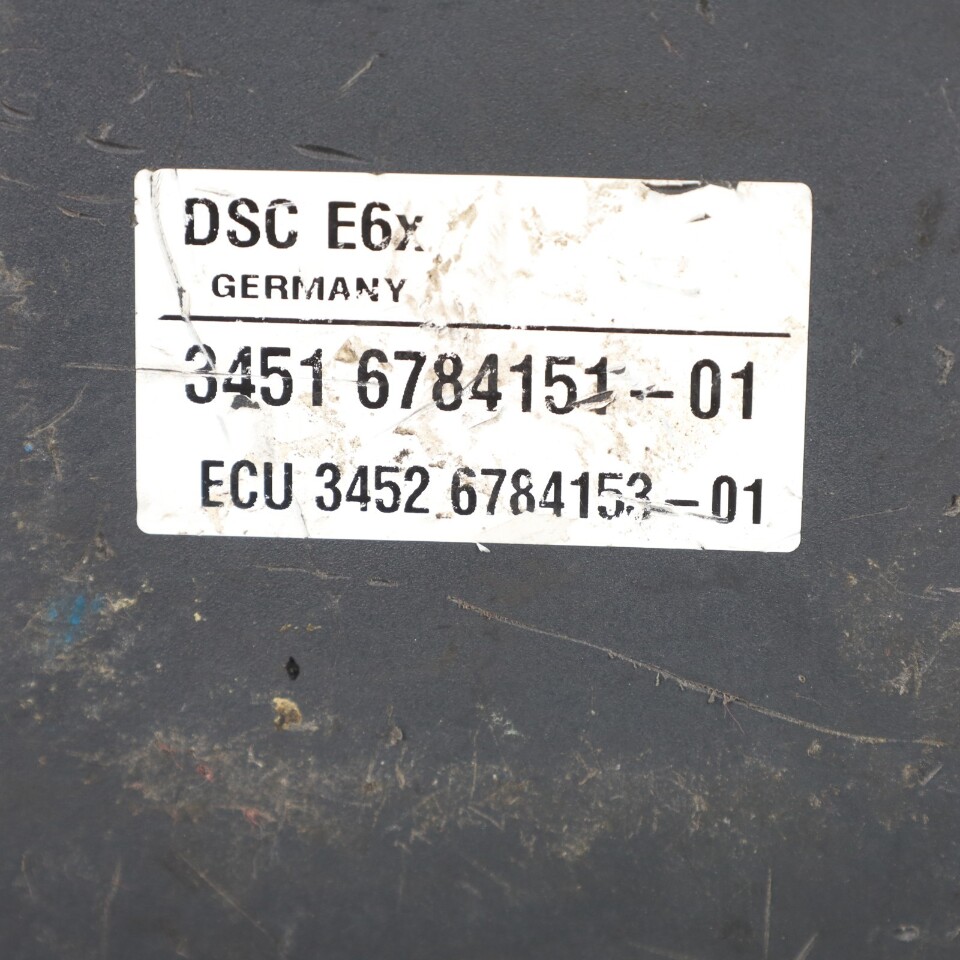 DSC E6x
GERMANY
3451 6784151-01
ECU 3452 6784153-01